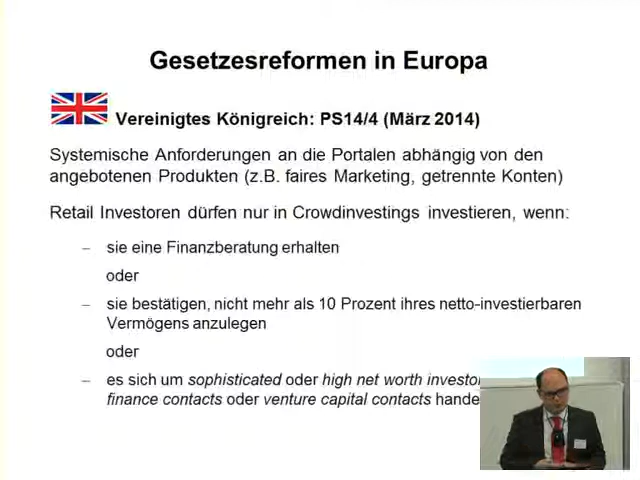 Gesetzesreformen in Europa
Vereinigtes Königreich: PS14/4 (März 2014)
Systemische Anforderungen an die Portalen abhängig von den
angebotenen Produkten (z.B. faires Marketing, getrennte Konten)
Retail Investoren dürfen nur in Crowdinvestings investieren, wenn:
– sie eine Finanzberatung erhalten
oder
– sie bestätigen, nicht mehr als 10 Prozent ihres netto-investierbaren
Vermögens anzulegen
oder
– es sich um sophisticated oder high net worth
finance contacts oder venture capital contacts